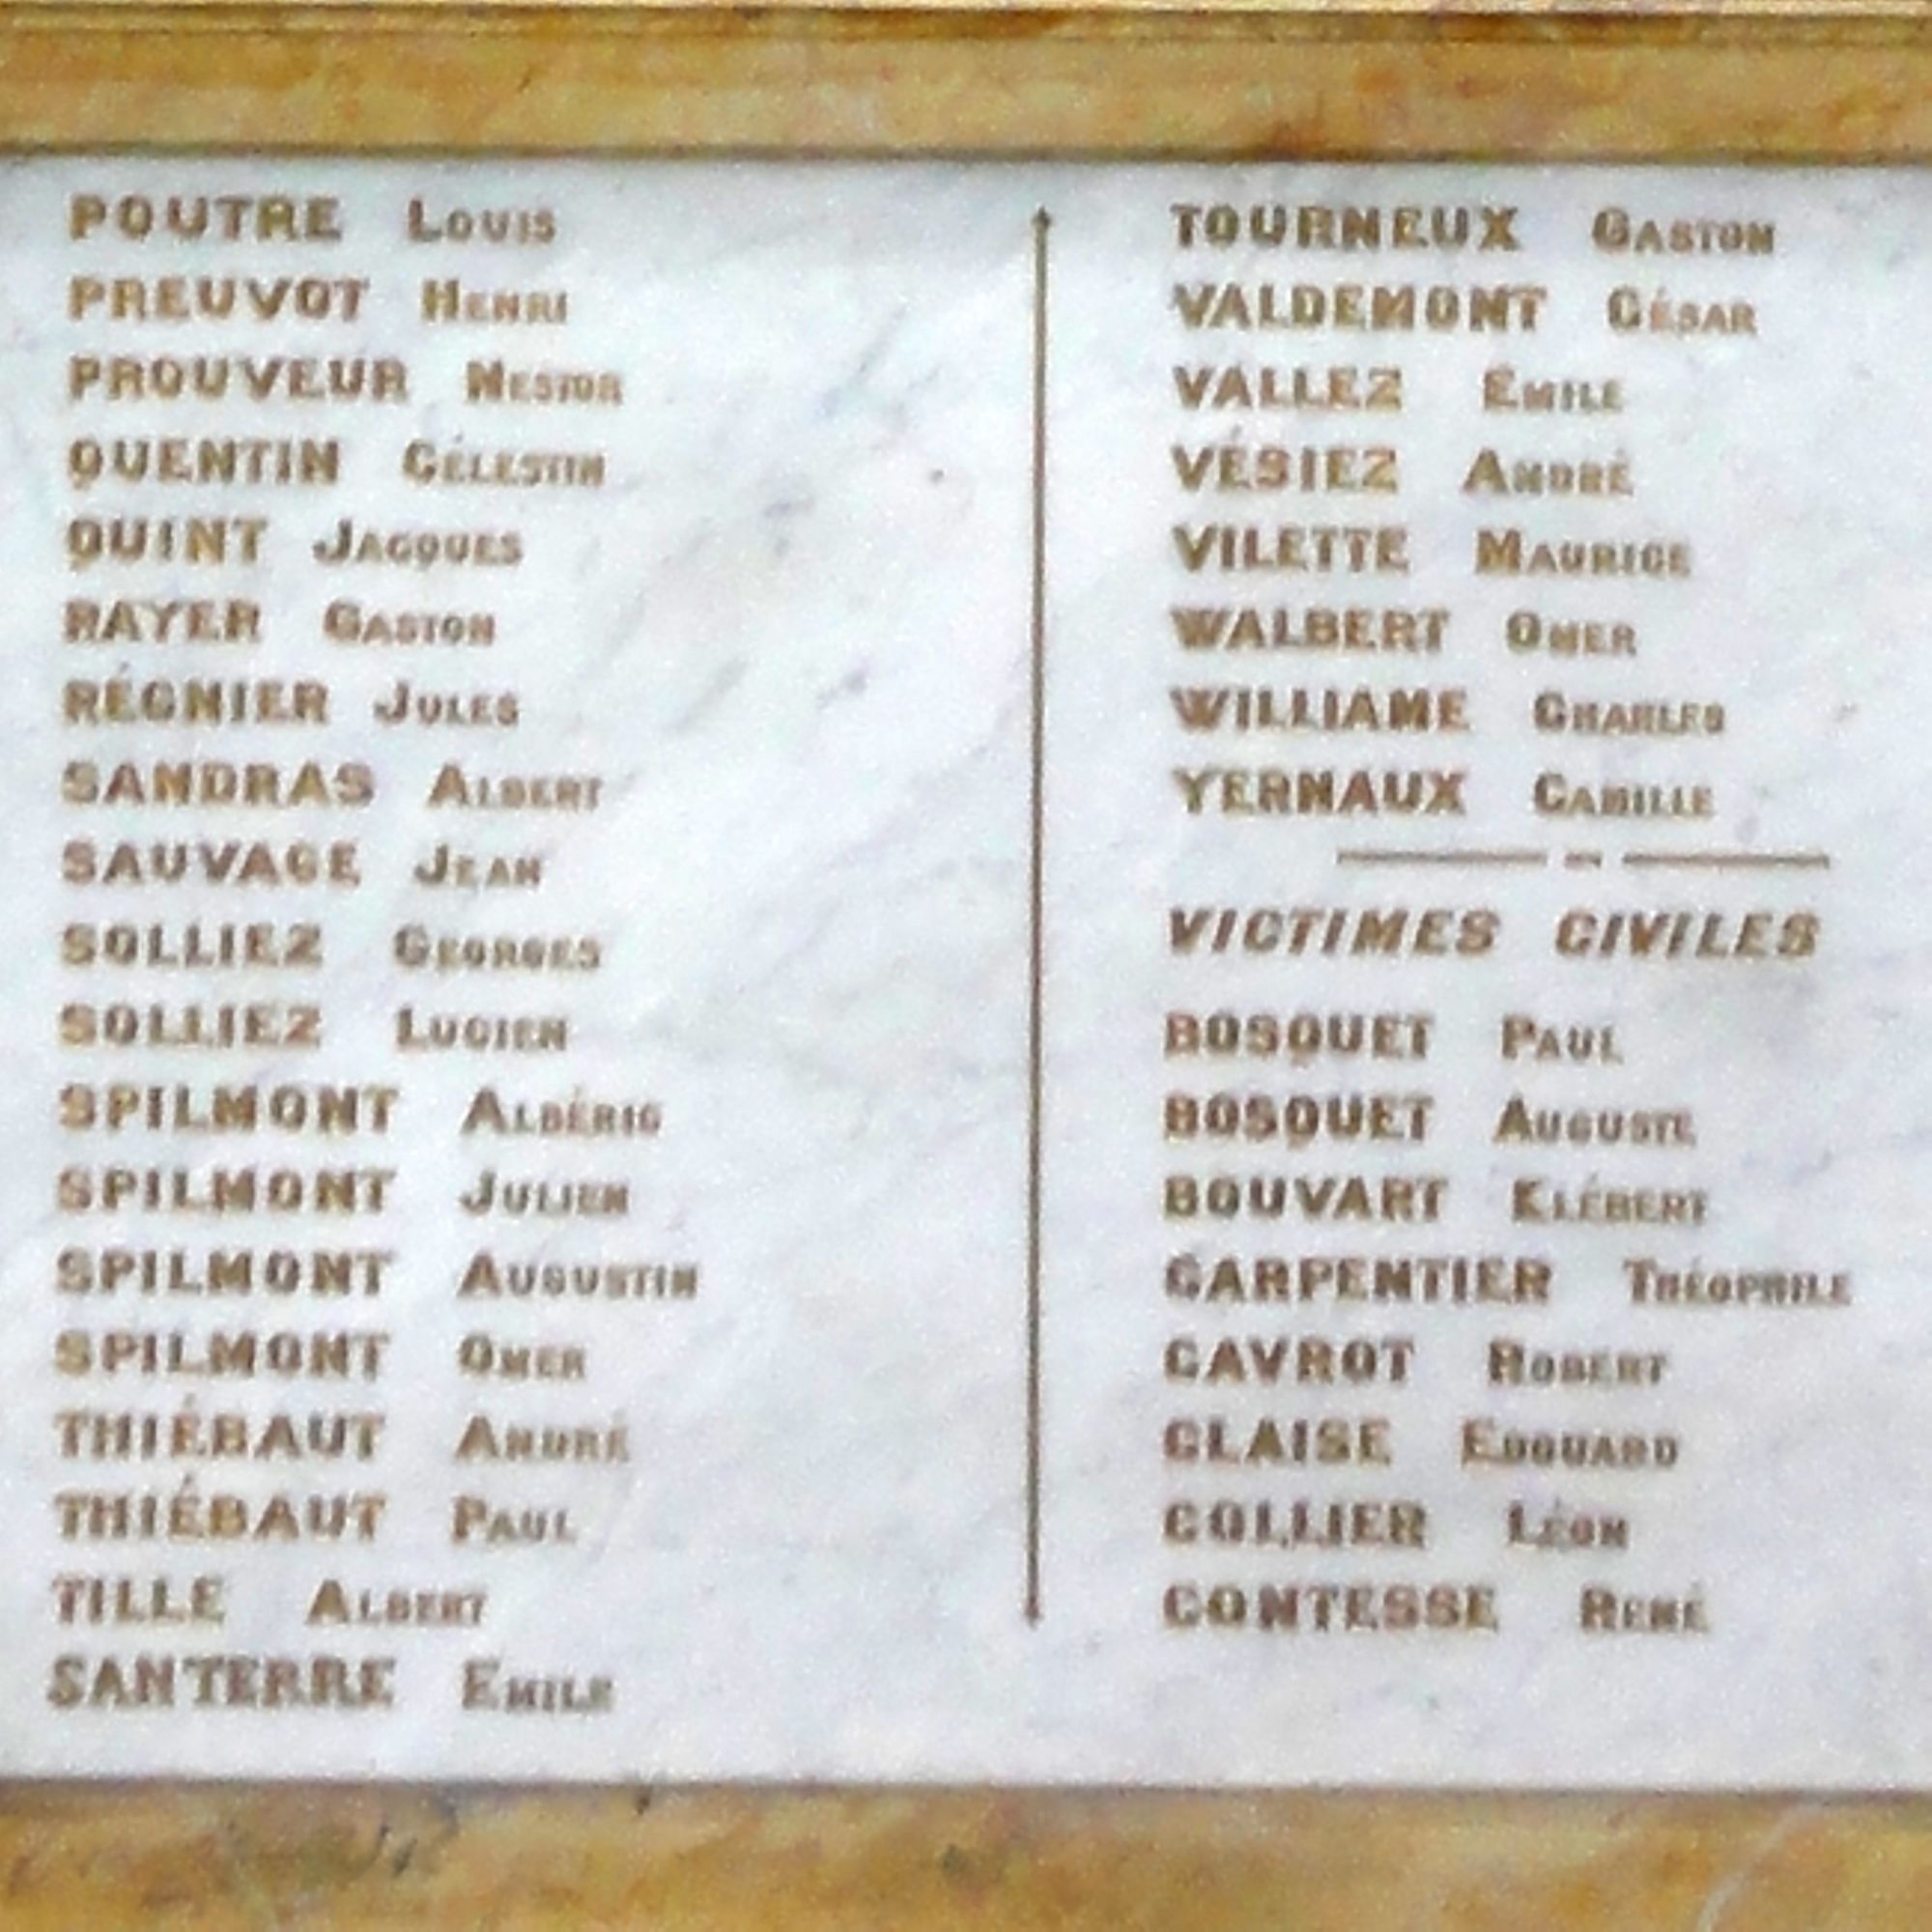 POUTRE Louis
PREUVOT Henri
PROUVEUR Nestor
QUENTIN Célestin
QUINT Jacques
RAYER Gaston
RÉGNIER Jules
SANDRAS Albert
SAUVAGE Jean
SOLLIEZ Georges
SOLLIEZ Lucien
SPILMONT Albéric
SPILMONT Julien
SPILMONT Augustin
SPILMONT Omer
THIÉBAUT André
THIÉBAUT Paul
TILLE Albert
SANTERRE Emile
TOURNEUX Gaston
VALDEMONT César
VALLEZ Emile
VÉSIEZ André
VILETTE Maurice
WALBERT Omer
WILLIAME Charles
YERNAUX Camille
VICTIMES CIVILES
BOSQUET Paul
BOSQUET Auguste
BOUVART Klébert
CARPENTIER Théophile
CAVROT Robert
CLAISE Edouard
COLLIER Léon
CONTESSE René